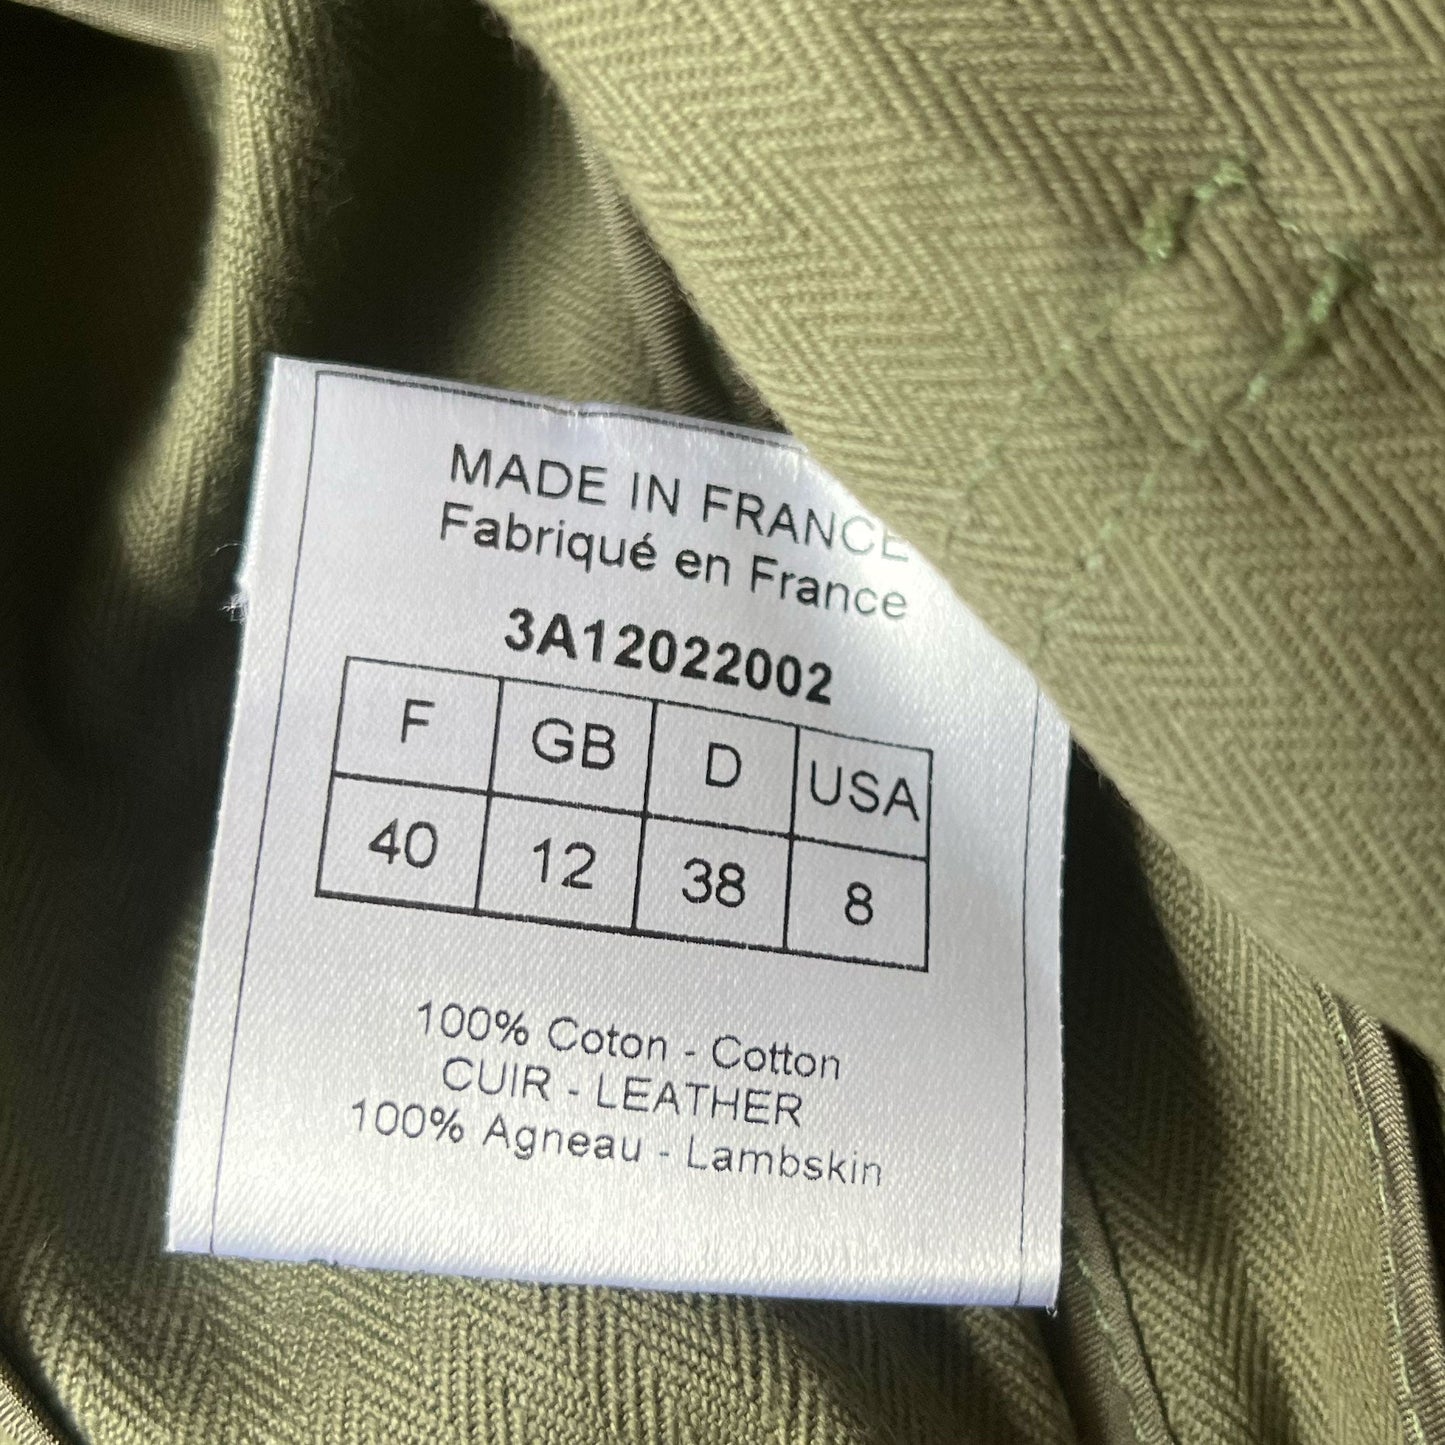 MADE IN FRANCE
Fabriqué en France
3A12022002
F GB D USA
40 12 38 8
100% Coton - Cotton
CUIR - LEATHER
100% Agneau - Lambskin